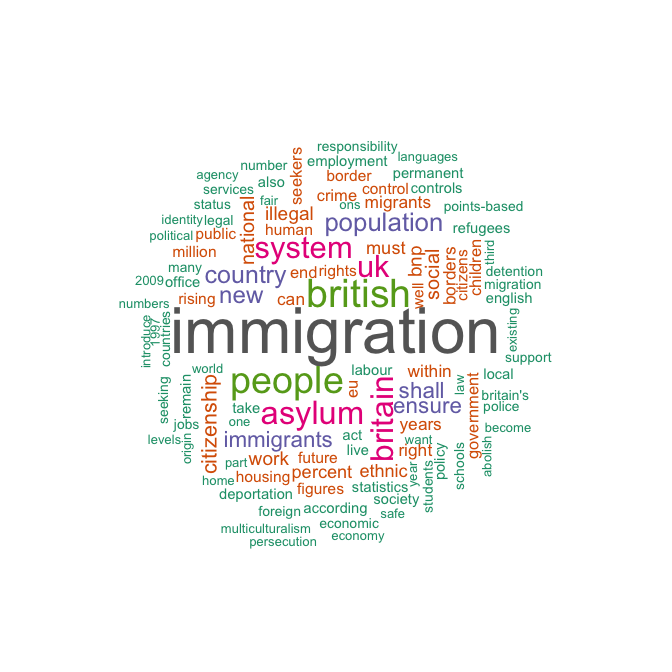 responsibility
languages
number
employment
agency
seekers
border
permanent
services
also
crime
control
controls
status
fair
ons
migrants
points-based
identity
legal
illegal
population
refugees
political
public
national
human
million
system
must
many
country
end
rights
uk
bnp
social
borders
citizens
children
third
detention
2009
office
new
can
british
well
migration
english
numbers
rising
introduce
1997
countries
immigration
existing
support
world
people
labour
eu
within
law
local
seeking
remain
citizenship
take
asylum
britain
shall
ensure
government
britain's
police
jobs
one
years
become
levels
origin
immigrants
act
live
want
right
policy
abolish
schools
part
work
future
percent
ethnic
year
students
home
housing
figures
statistics
deportation
society
foreign
according
safe
multiculturalism
economic
economy
persecution